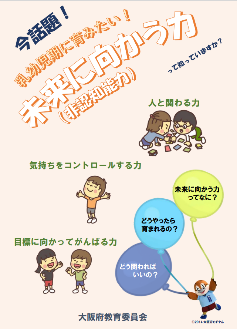 今話題!
乳幼児期に育みたい!
未来に向かう力
(非認知能力)
って知っていますか?
人と関わる力
気持ちをコントロールする力
未来に向かう力
ってなに?
どうやったら
育まれるの?
目標に向かってがんばる力
どう関われば
いいの?
大阪府教育委員会